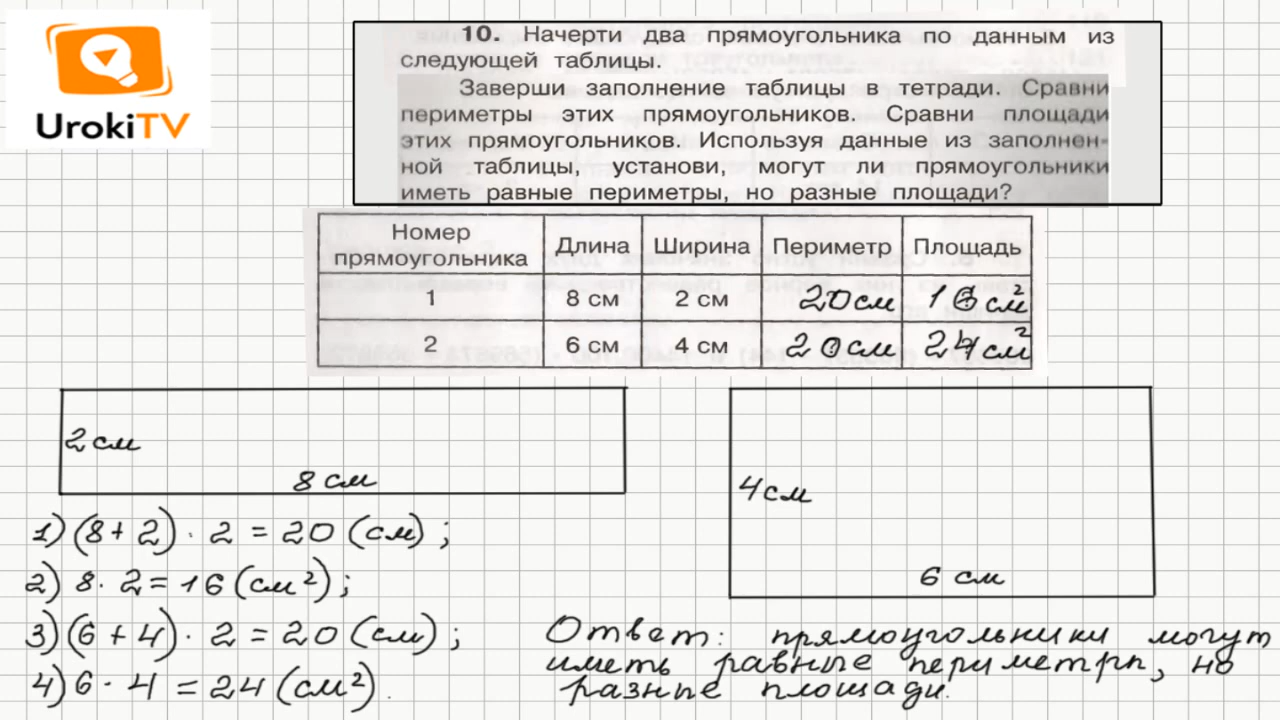 UrokiTV
10. Начерти два прямоугольника по данным из
следующей таблицы.
Заверши заполнение таблицы в тетради. Сравни
периметры этих прямоугольников. Сравни площади
этих прямоугольников. Используя данные из заполнен-
ной таблицы, установи, могут ли прямоугольники
иметь равные периметры, но разные площади?
Номер прямоугольника Длина Ширина Периметр Площадь
1 8 см 2 см 20 см 16 см²
2 6 см 4 см 20 см 24 см²
2 см
8 см
4 см
6 см
1) (8 + 2) · 2 = 20 (см) ;
2) 8 · 2 = 16 (см²) ;
3) (6 + 4) · 2 = 20 (см) ;
4) 6 · 4 = 24 (см²) .
Ответ: прямоугольники могут
иметь равные периметры, но
разные площади.